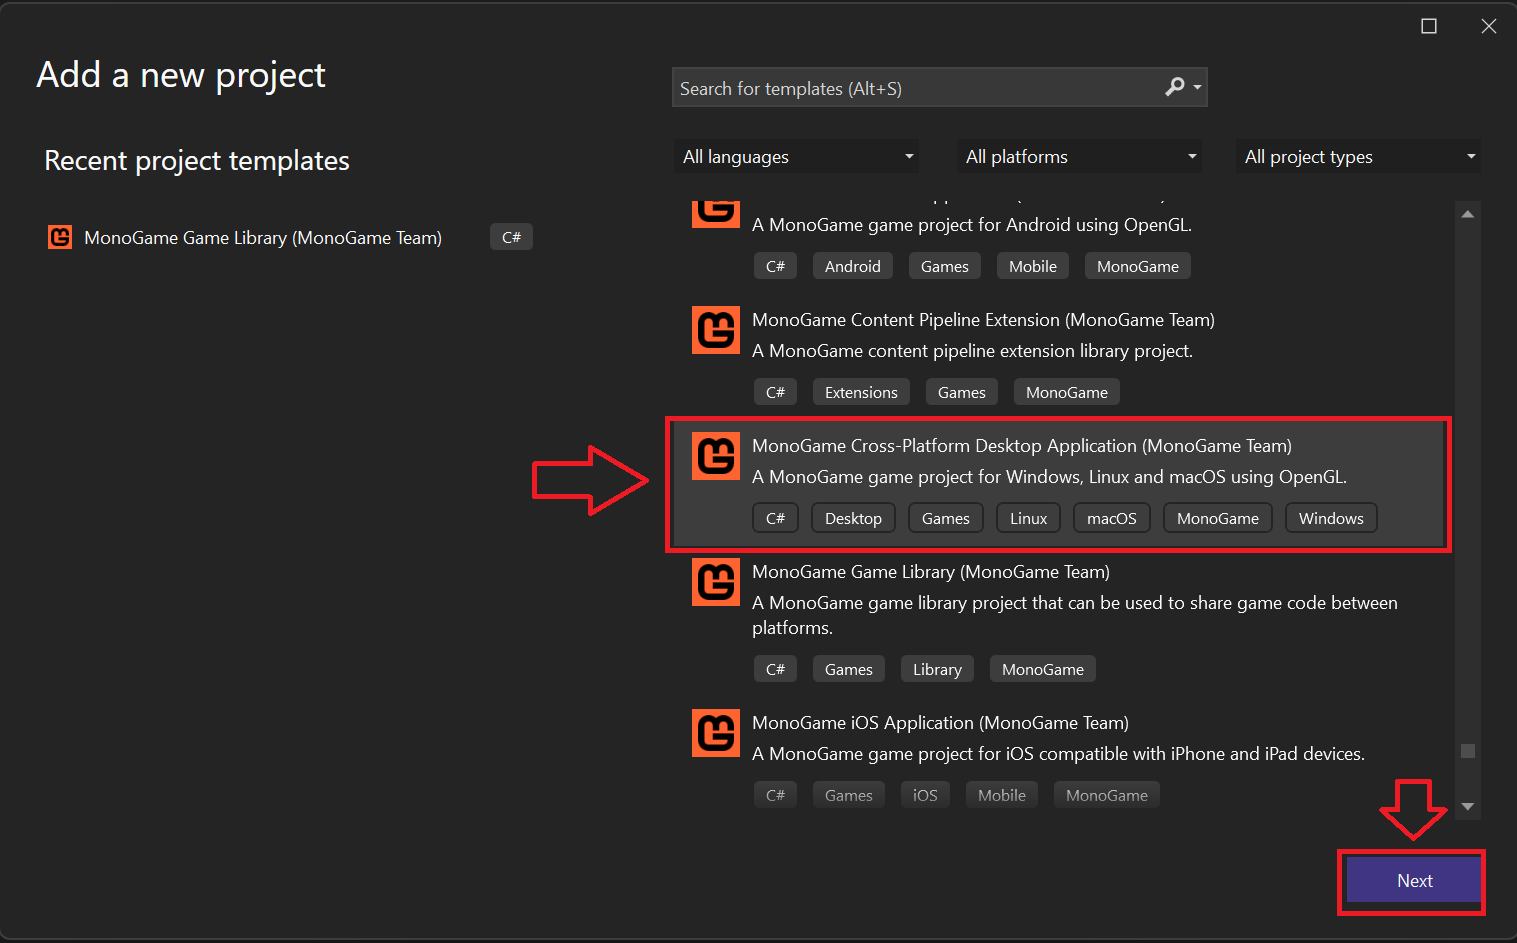 Add a new project
Search for templates (Alt+S)
Recent project templates
All languages
All platforms
All project types
MonoGame Game Library (MonoGame Team)
C#
A MonoGame game project for Android using OpenGL.
C# Android Games Mobile MonoGame
MonoGame Content Pipeline Extension (MonoGame Team)
A MonoGame content pipeline extension library project.
C# Extensions Games MonoGame
MonoGame Cross-Platform Desktop Application (MonoGame Team)
A MonoGame game project for Windows, Linux and macOS using OpenGL.
C# Desktop Games Linux macOS MonoGame Windows
MonoGame Game Library (MonoGame Team)
A MonoGame game library project that can be used to share game code between
platforms.
C# Games Library MonoGame
MonoGame iOS Application (MonoGame Team)
A MonoGame game project for iOS compatible with iPhone and iPad devices.
C# Games iOS Mobile MonoGame
Next